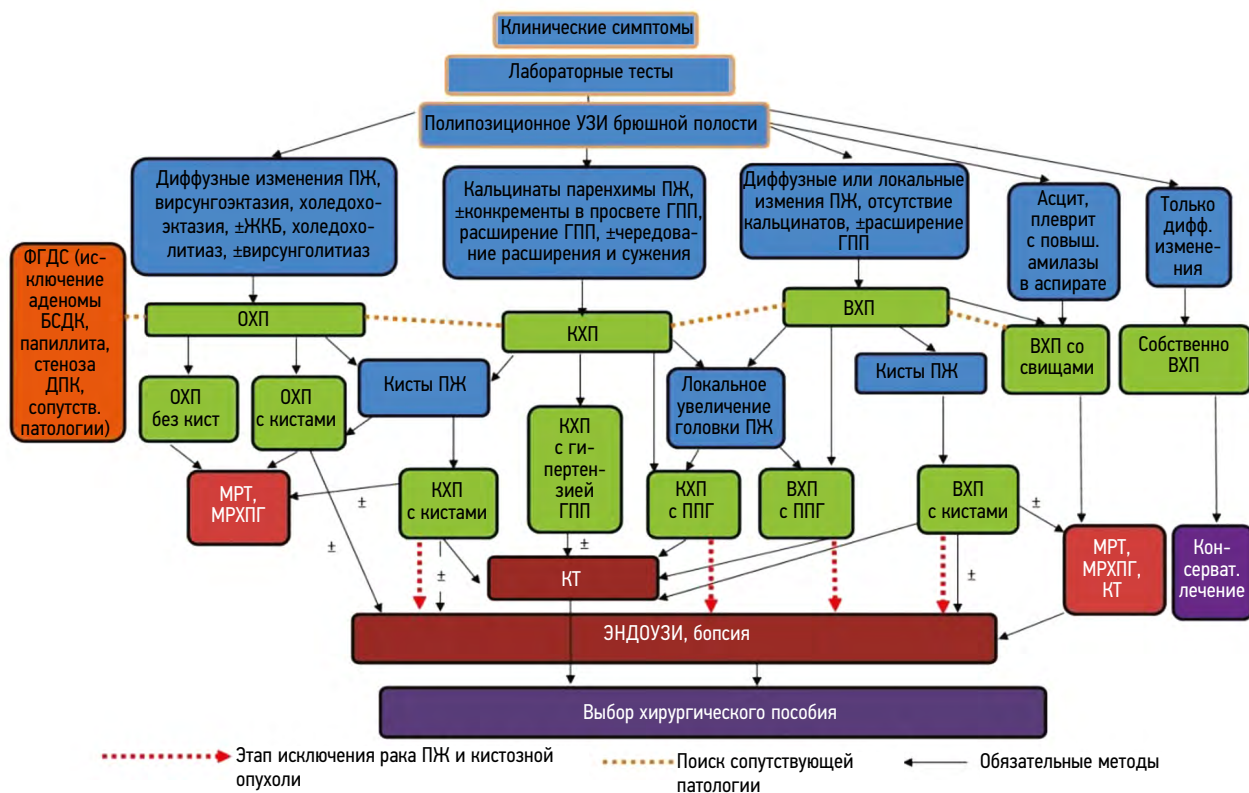 Клинические симптомы
Лабораторные тесты
Полипозиционное УЗИ брюшной полости
Диффузные изменения ПЖ,
вирсунгоэктазия, холедохо-
эктазия, ±ЖКБ, холедохо-
литиаз, ±вирсунголитиаз
Кальцинаты паренхимы ПЖ,
±конкременты в просвете ГПП,
расширение ГПП, ±чередова-
ние расширения и сужения
Диффузные или локальные
измения ПЖ, отсутствие
кальцинатов, ±расширение
ГПП
Асцит,
плеврит
с повыш.
амилазы
в аспирате
Только
дифф.
измене-
ния
ФГДС (ис-
ключение
аденомы
БСДК,
папиллита,
стеноза
ДПК,
сопутств.
патологии)
ОХП
КХП
ВХП
ВХП со
свищами
Собственно
ВХП
ОХП
без кист
ОХП
с кистами
Кисты ПЖ
КХП
с ги-
пертен-
зией
ГПП
Локальное
увеличение
головки ПЖ
Кисты ПЖ
МРТ,
МРХПГ
±
КХП
с кистами
КХП
с ППГ
ВХП
с ППГ
ВХП
с кистами
±
±
±
±
±
КТ
МРТ,
МРХПГ,
КТ
Кон-
серват.
лечение
ЭНДОУЗИ, бопсия
Выбор хирургического пособия
Этап исключения рака ПЖ и кистозной
опухоли
Поиск сопутствующей
патологии
Обязательные методы